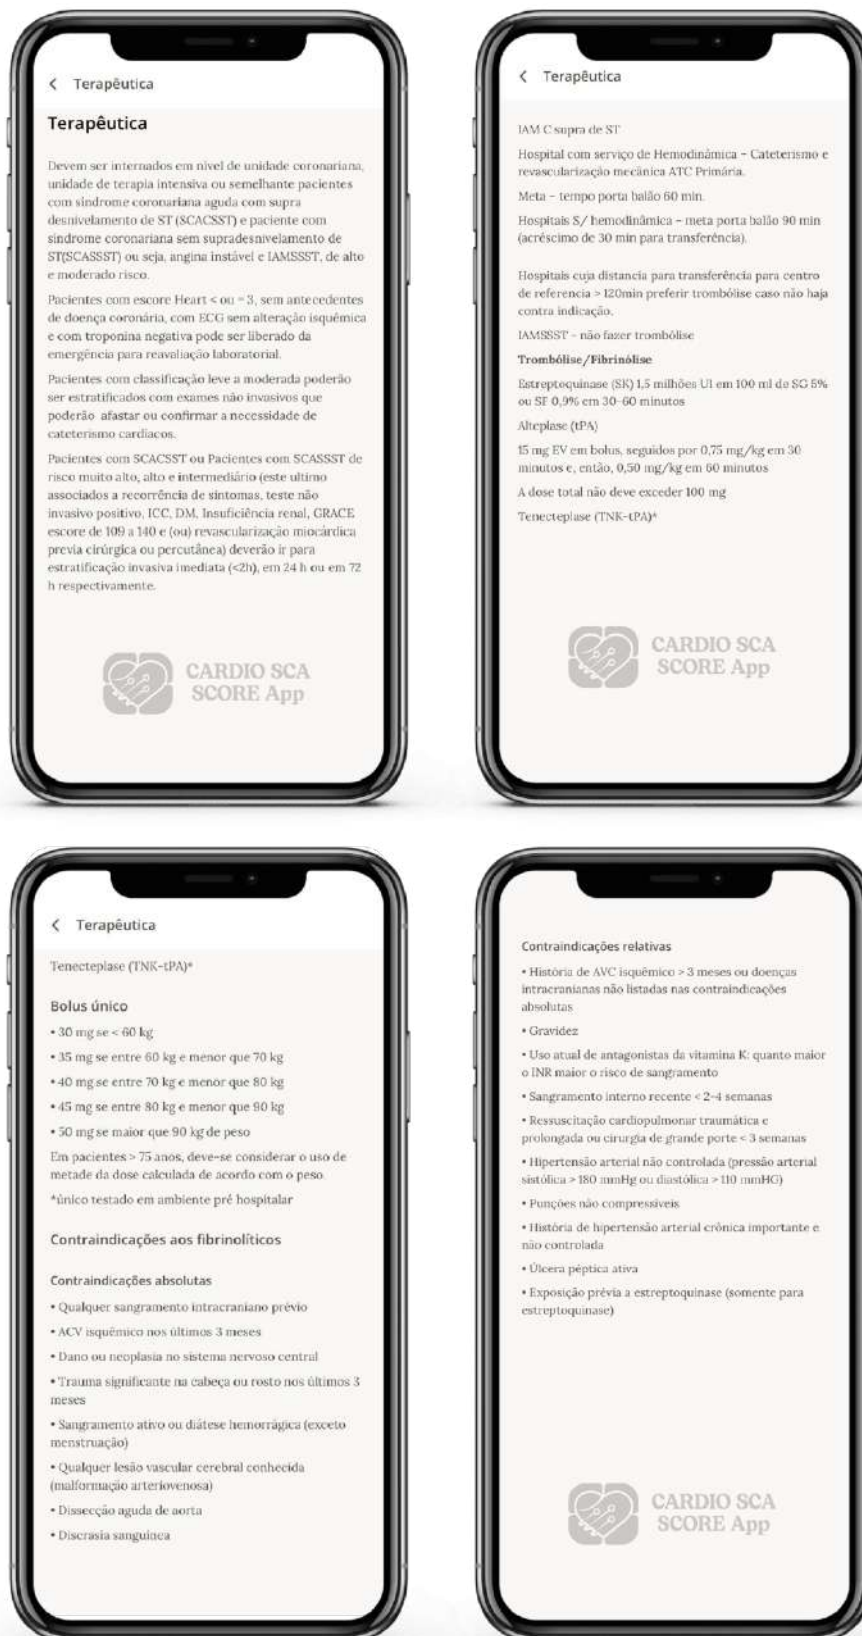 Terapêutica
Terapêutica
Devem ser internados em nivel de unidade coronariana,
unidade de terapia intensiva ou semelhante pacientes
com síndrome coronariana aguda com supra
desnivelamento de ST (SCACSST) e paciente com
síndrome coronariana sem supradesnivelamento de
ST(SCASSST) ou seja, angina instável e IAMSSST, de alto
e moderado risco.
Pacientes com escore Heart < ou = 3, sem antecedentes
de doença coronária, com ECG sem alteração isquêmica
e com troponina negativa pode ser liberado da
emergência para reavaliação laboratorial.
Pacientes com classificação leve a moderada poderão
ser estratificados com exames não invasivos que
poderão afastar ou confirmar a necessidade de
cateterismo cardíacos.
Pacientes com SCACSST ou Pacientes com SCASSST de
risco muito alto, alto e intermediário (este ultimo
associados a recorrência de sintomas, teste não
invasivo positivo, ICC, DM, Insuficiência renal, GRACE
escore de 109 a 140 e (ou) revascularização miocárdica
previa cirúrgica ou percutânea) deverão ir para
estratificação invasiva imediata (<2h), em 24 h ou em 72
h respectivamente.
CARDIO SCA
SCORE App
Terapêutica
IAM C supra de ST
Hospital com serviço de Hemodinâmica – Cateterismo e
revascularização mecânica ATC Primária.
Meta – tempo porta balão 60 min.
Hospitais S/ hemodinâmica – meta porta balão 90 min
(acréscimo de 30 min para transferência).
Hospitais cuja distancia para transferência para centro
de referencia > 120min preferir trombólise caso não haja
contra indicação.
IAMSSST – não fazer trombólise
Trombólise/Fibrinólise
Estreptoquinase (SK) 1,5 milhões UI em 100 ml de SG 5%
ou SF 0,9% em 30-60 minutos
Alteplase (tPA)
15 mg EV em bolus, seguidos por 0,75 mg/kg em 30
minutos e, então, 0,50 mg/kg em 60 minutos
A dose total não deve exceder 100 mg
Tenecteplase (TNK-tPA)*
CARDIO SCA
SCORE App
Terapêutica
Tenecteplase (TNK-tPA)*
Bolus único
• 30 mg se < 60 kg
• 35 mg se entre 60 kg e menor que 70 kg
• 40 mg se entre 70 kg e menor que 80 kg
• 45 mg se entre 80 kg e menor que 90 kg
• 50 mg se maior que 90 kg de peso
Em pacientes > 75 anos, deve-se considerar o uso de
metade da dose calculada de acordo com o peso
*único testado em ambiente pré hospitalar
Contraindicações aos fibrinolíticos
Contraindicações absolutas
• Qualquer sangramento intracraniano prévio
• ACV isquêmico nos últimos 3 meses
• Dano ou neoplasia no sistema nervoso central
• Trauma significante na cabeça ou rosto nos últimos 3
meses
• Sangramento ativo ou diátese hemorrágica (exceto
menstruação)
• Qualquer lesão vascular cerebral conhecida
(malformação arteriovenosa)
• Dissecção aguda de aorta
• Discrasia sanguínea
Contraindicações relativas
• História de AVC isquêmico > 3 meses ou doenças
intracranianas não listadas nas contraindicações
absolutas
• Gravidez
• Uso atual de antagonistas da vitamina K: quanto maior
o INR maior o risco de sangramento
• Sangramento interno recente < 2-4 semanas
• Ressuscitação cardiopulmonar traumática e
prolongada ou cirurgia de grande porte < 3 semanas
• Hipertensão arterial não controlada (pressão arterial
sistólica > 180 mmHg ou diastólica > 110 mmHG)
• Punções não compressíveis
• História de hipertensão arterial crônica importante e
não controlada
• Úlcera péptica ativa
• Exposição prévia a estreptoquinase (somente para
estreptoquinase)
CARDIO SCA
SCORE App